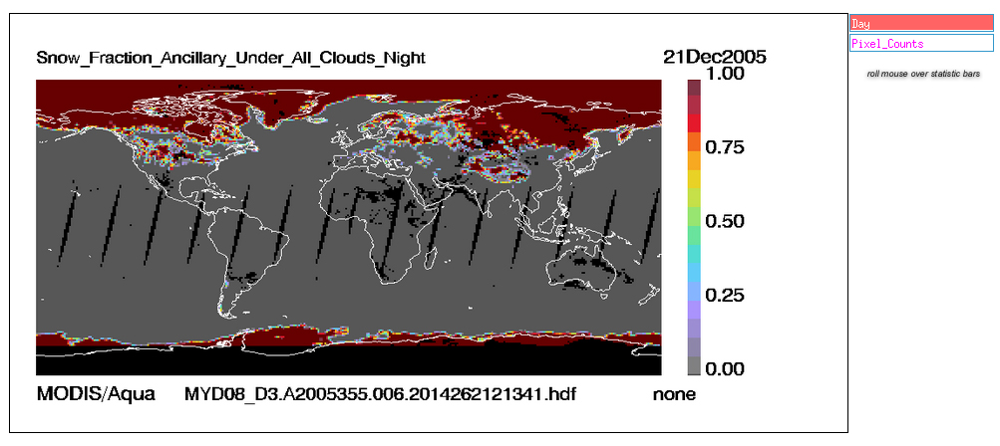 Snow_Fraction_Ancillary_Under_All_Clouds_Night
21Dec2005
1.00
0.75
0.50
0.25
0.00
MODIS/Aqua MYD08_D3.A2005355.006.2014262121341.hdf none
Day
Pixel_Counts
roll mouse over statistic bars